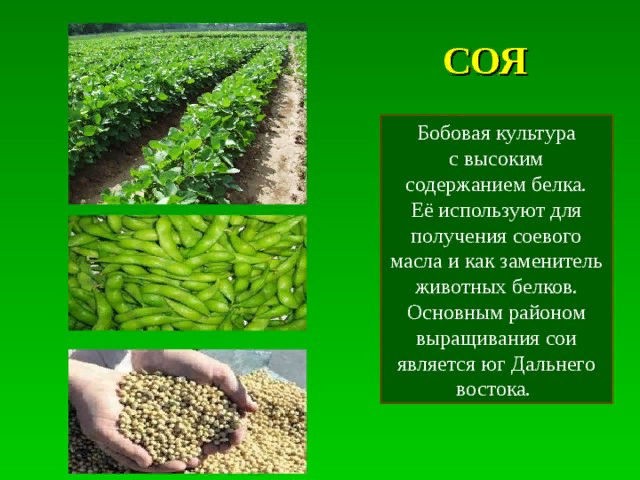 СОЯ
Бобовая культура
с высоким
содержанием белка.
Её используют для
получения соевого
масла и как заменитель
животных белков.
Основным районом
выращивания сои
является юг Дальнего
востока.